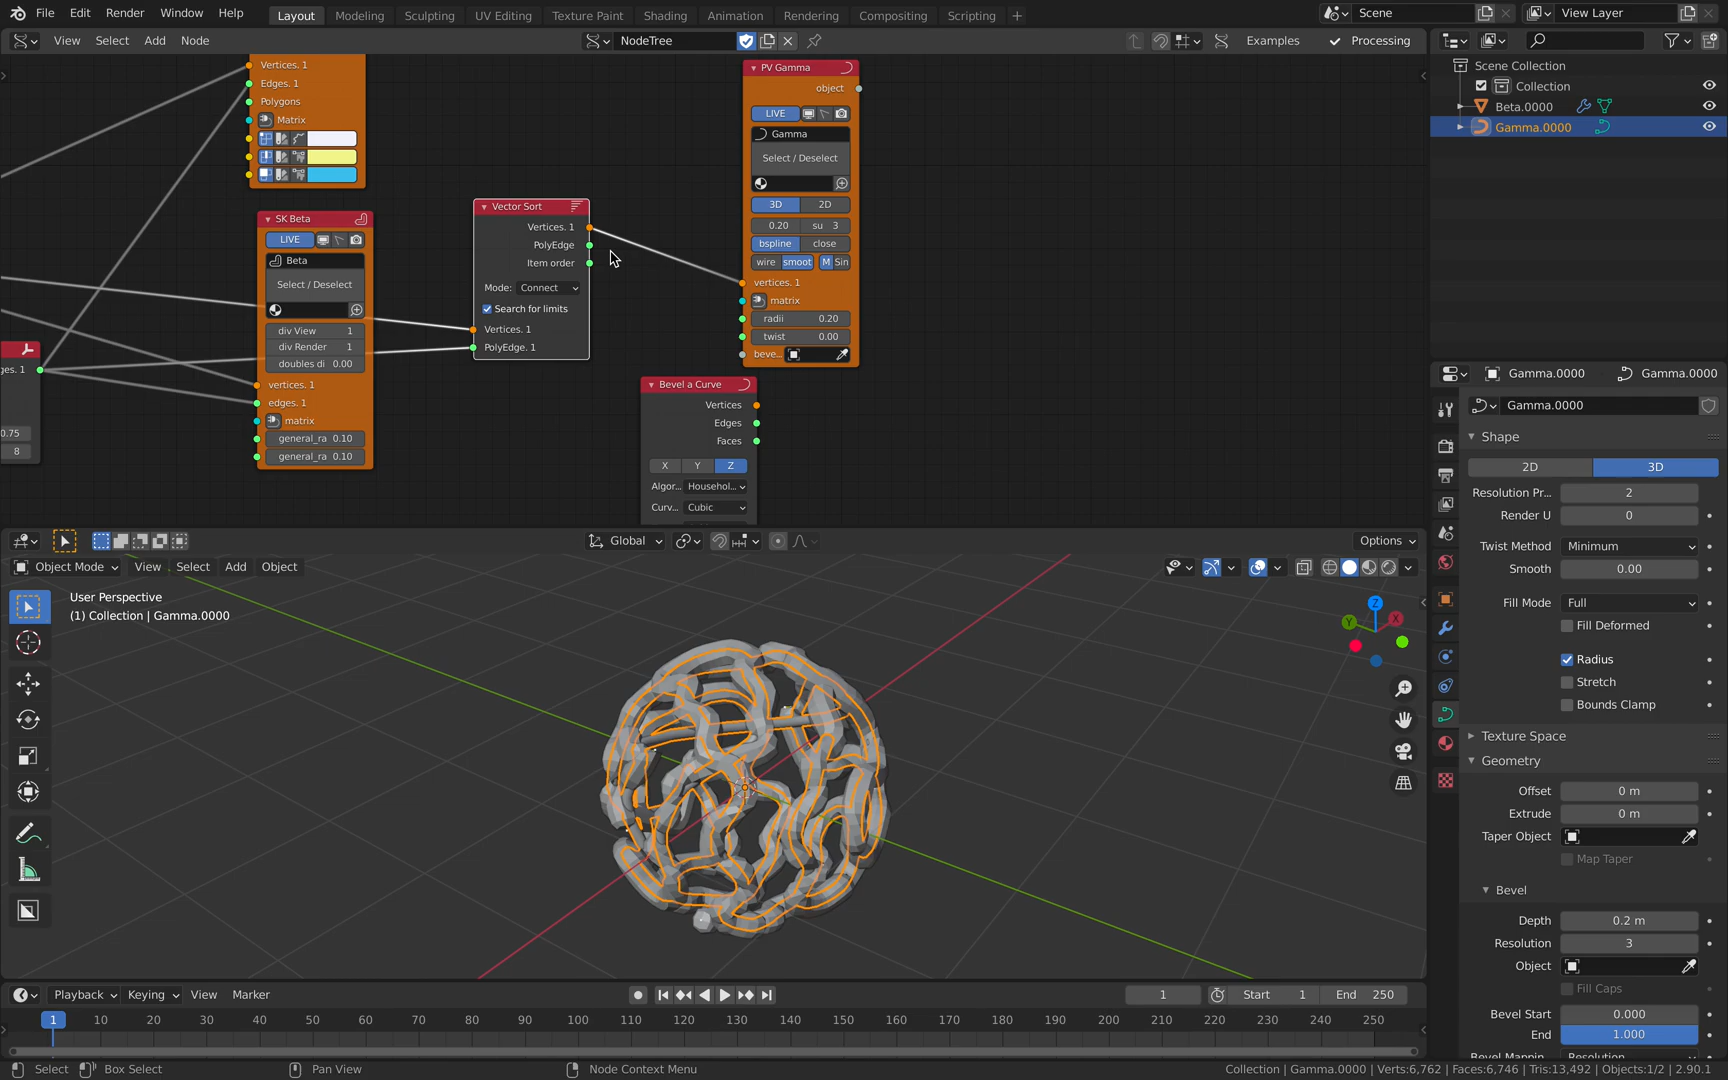 File Edit Render Window Help Layout Modeling Sculpting UV Editing Texture Paint Shading Animation Rendering Compositing Scripting + Scene View Layer
View Select Add Node NodeTree Examples Processing
Vertices. 1
Edges. 1
Polygons
Matrix
SK Beta
LIVE
Beta
Select / Deselect
div View 1
div Render 1
doubles di 0.00
vertices. 1
edges. 1
matrix
general_ra 0.10
general_ra 0.10
ges. 1
0.75
8
Vector Sort
Vertices. 1
PolyEdge
Item order
Mode: Connect
Search for limits
Vertices. 1
PolyEdge. 1
PV Gamma
object
LIVE
Gamma
Select / Deselect
3D 2D
0.20 su 3
bspline close
wire smoot M Sin
vertices. 1
matrix
radii 0.20
twist 0.00
beve...
Bevel a Curve
Vertices
Edges
Faces
X Y Z
Algor... Househol...
Curv... Cubic
Scene Collection
Collection
Beta.0000
Gamma.0000
Gamma.0000 Gamma.0000
Gamma.0000
Shape
2D 3D
Resolution Pr... 2
Render U 0
Twist Method Minimum
Smooth 0.00
Fill Mode Full
Fill Deformed
Radius
Stretch
Bounds Clamp
Texture Space
Geometry
Offset 0 m
Extrude 0 m
Taper Object
Map Taper
Bevel
Depth 0.2 m
Resolution 3
Object
Fill Caps
Bevel Start 0.000
End 1.000
Bevel Mappin Resolution
Global Options
Object Mode View Select Add Object
User Perspective
(1) Collection | Gamma.0000
Z
Y
X
Playback Keying View Marker 1 Start 1 End 250
1 10 20 30 40 50 60 70 80 90 100 110 120 130 140 150 160 170 180 190 200 210 220 230 240 250
Select Box Select Pan View Node Context Menu Collection | Gamma.0000 | Verts:6,762 | Faces:6,746 | Tris:13,492 | Objects:1/2 | 2.90.1